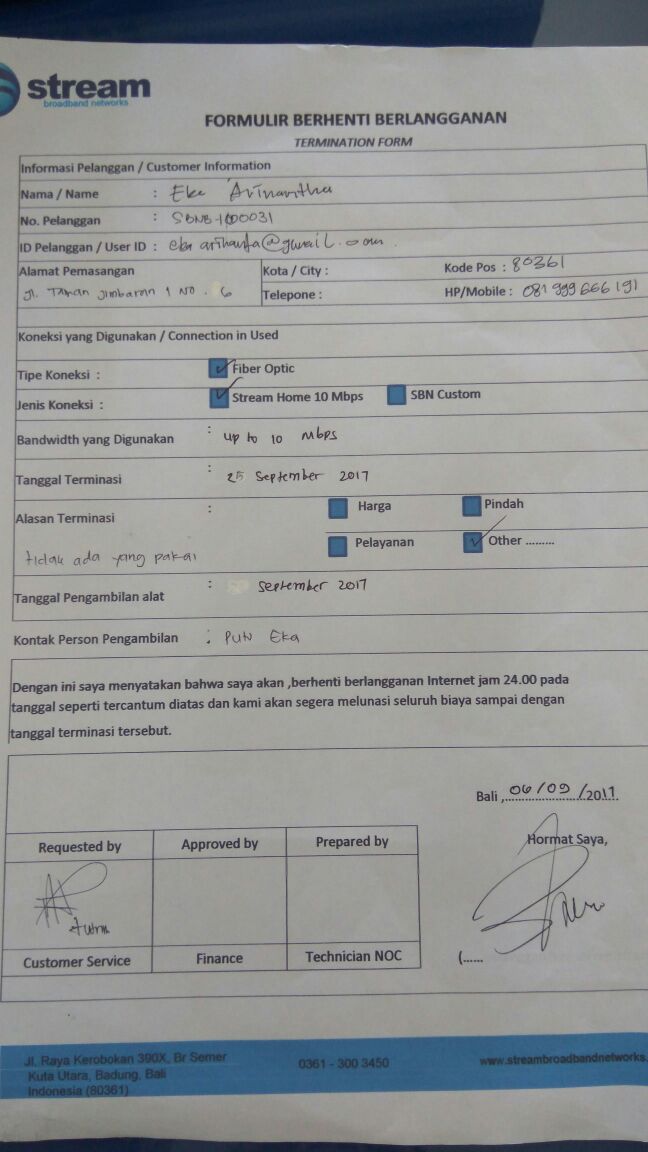 stream
broadband networks
FORMULIR BERHENTI BERLANGGANAN
TERMINATION FORM
Informasi Pelanggan / Customer Information
Nama / Name : Eka Arinantha
No. Pelanggan : SBNB-1000031
ID Pelanggan / User ID : @gmail.com
Alamat Pemasangan
Jl. Taman Jimbaran 1 No. 6
Kota / City :
Kode Pos : 80361
Telepone :
HP/Mobile : 081 999 666 191
Koneksi yang Digunakan / Connection in Used
Tipe Koneksi : Fiber Optic
Jenis Koneksi : Stream Home 10 Mbps SBN Custom
Bandwidth yang Digunakan : up to 10 Mbps
Tanggal Terminasi : 25 September 2017
Alasan Terminasi : Harga Pindah
Pelayanan Other .........
tidak ada yang pakai
Tanggal Pengambilan alat : September 2017
Kontak Person Pengambilan : Putu Eka
Dengan ini saya menyatakan bahwa saya akan ,berhenti berlangganan Internet jam 24.00 pada
tanggal seperti tercantum diatas dan kami akan segera melunasi seluruh biaya sampai dengan
tanggal terminasi tersebut.
Bali ,06/09/2017
Hormat Saya,
Requested by Approved by Prepared by
Customer Service Finance Technician NOC
(......
Jl. Raya Kerobokan 390X, Br Semer
Kuta Utara, Badung, Bali
Indonesia (80361)
0361 - 300 3450
www.streambroadbandnetworks.